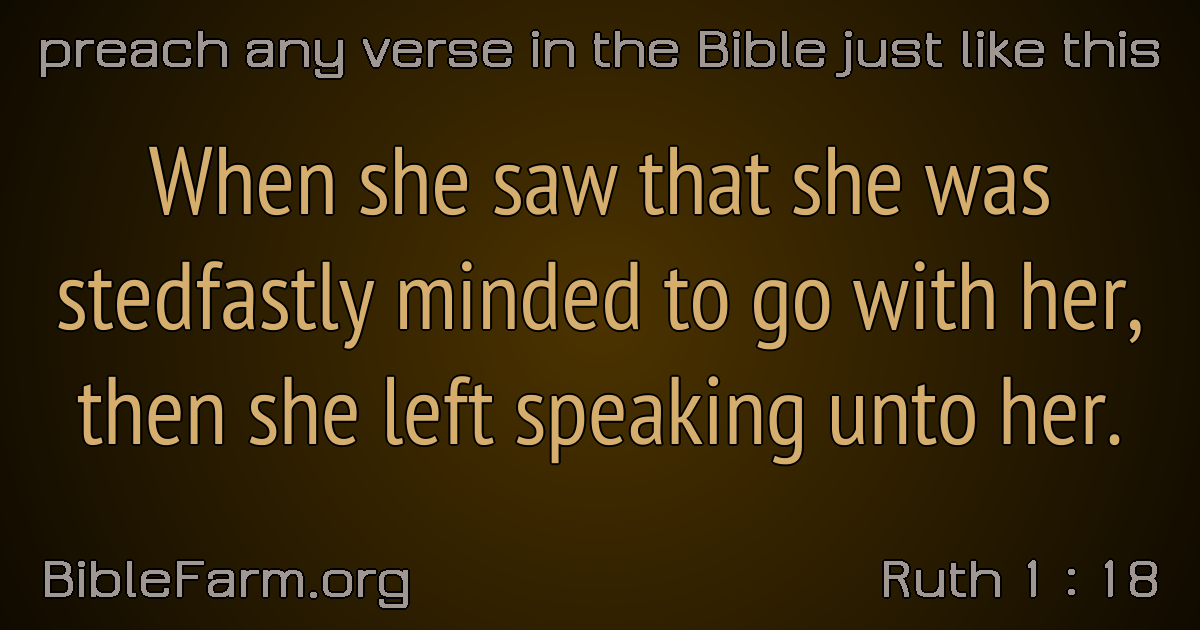 preach any verse in the Bible just like this
When she saw that she was
stedfastly minded to go with her,
then she left speaking unto her.
BibleFarm.org
Ruth 1 : 18